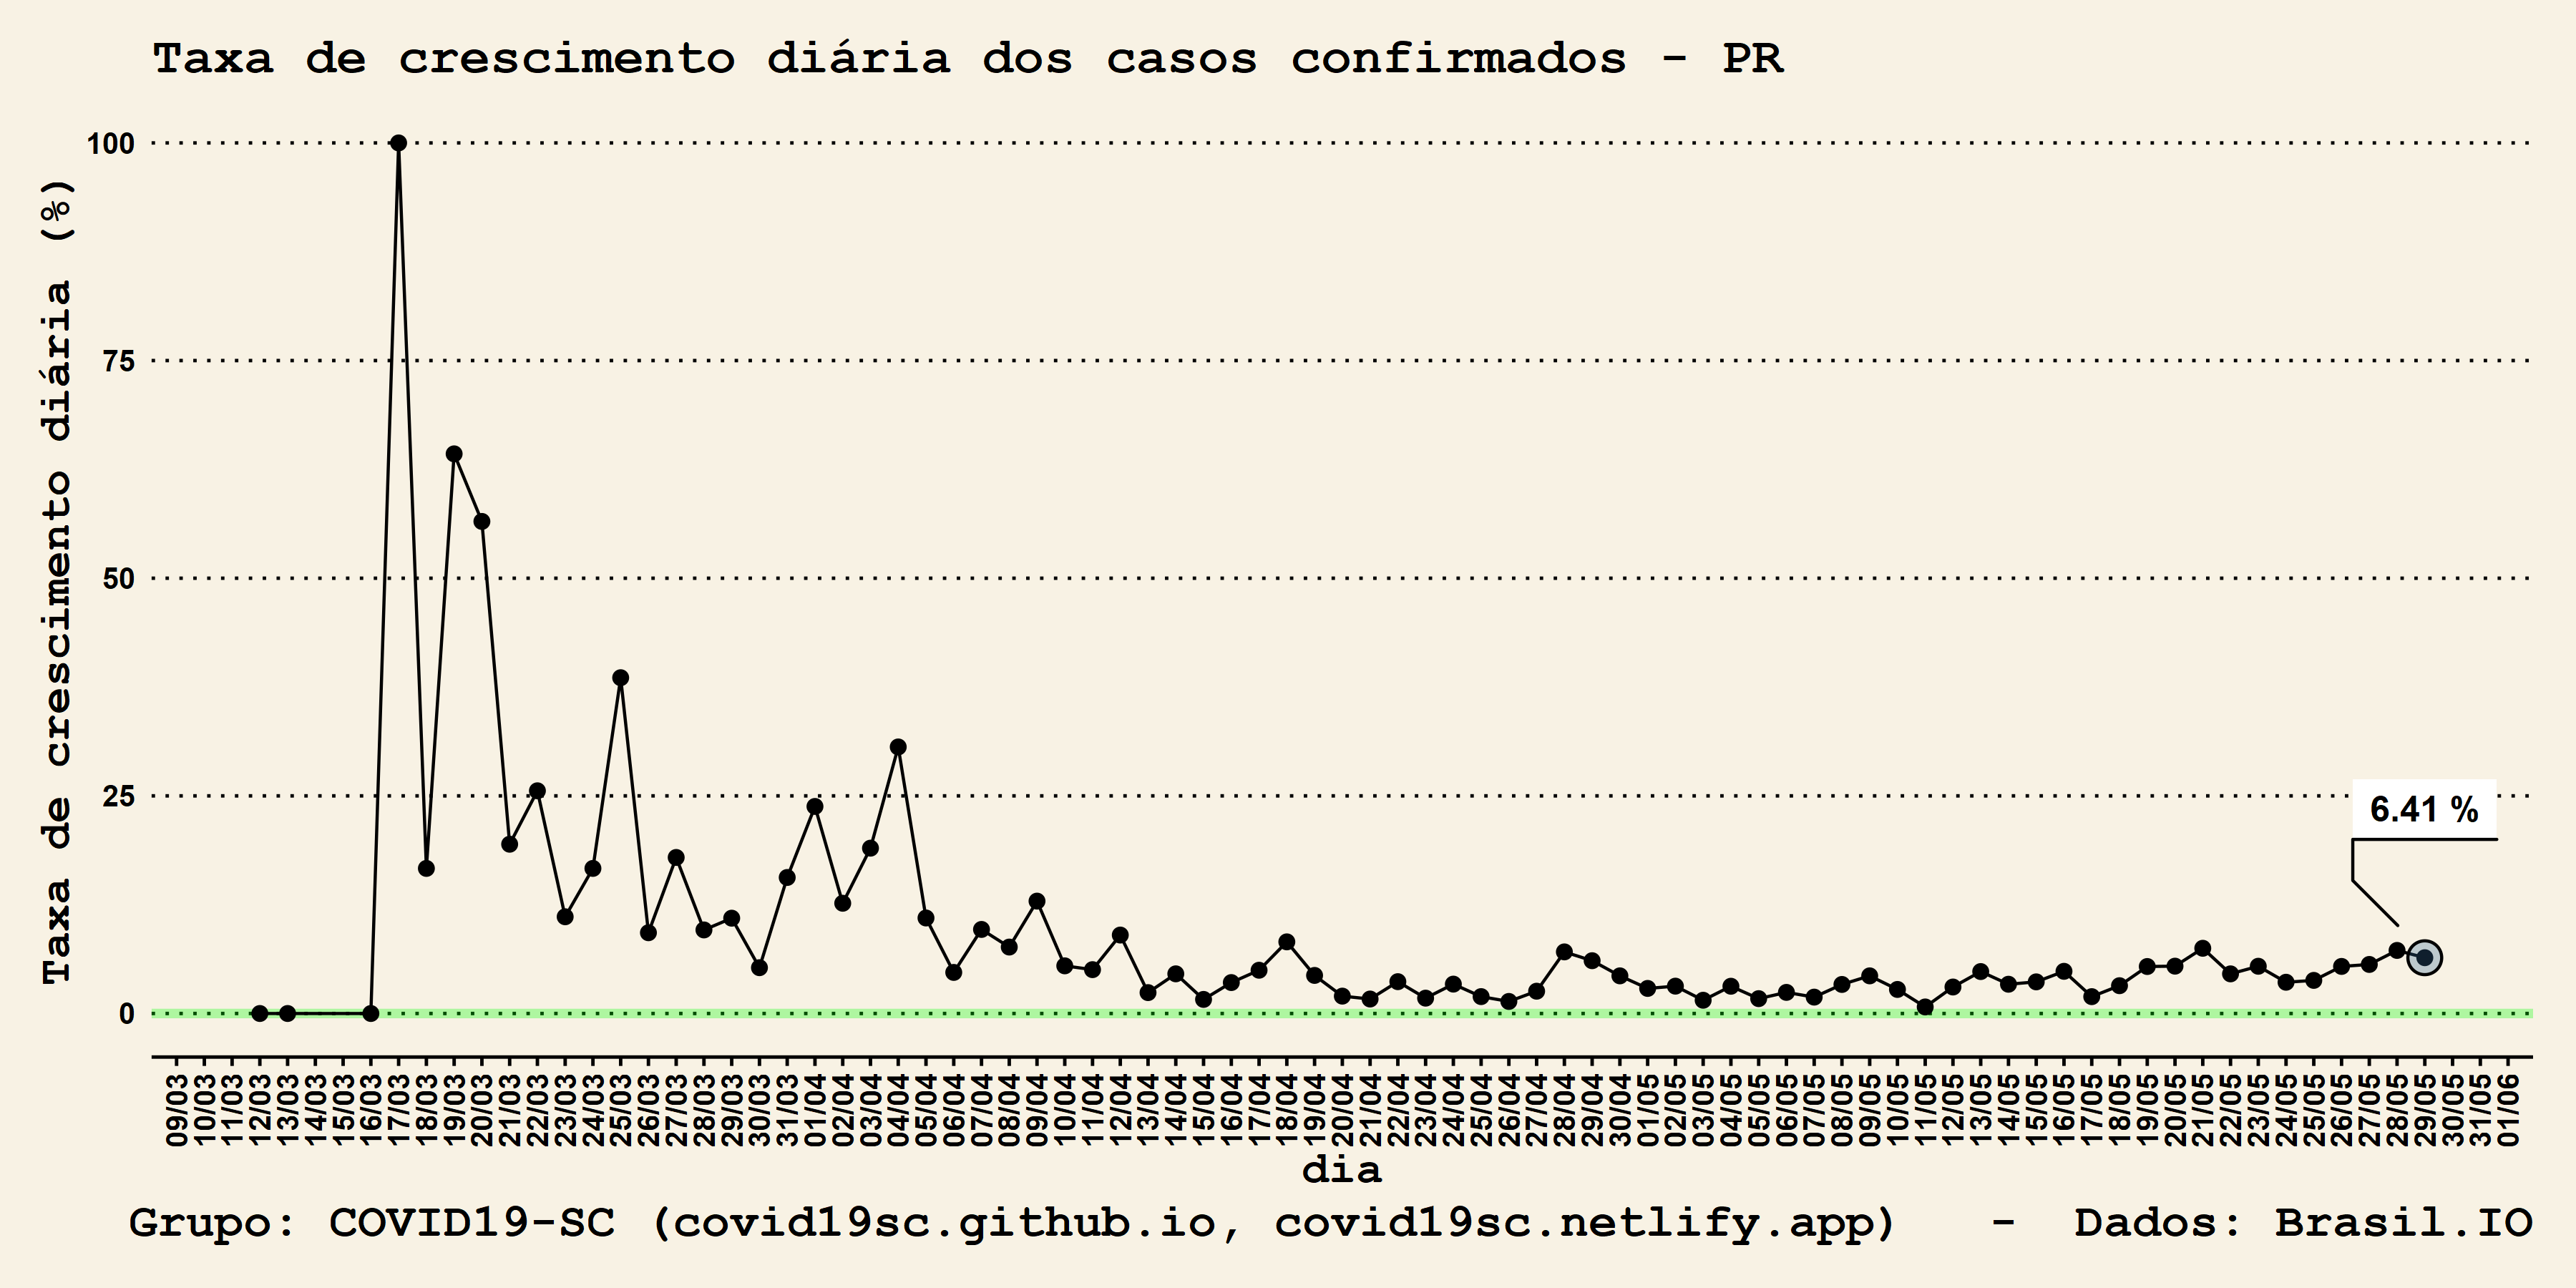 Taxa de crescimento diária dos casos confirmados - PR
Taxa de crescimento diária (%)
100
75
50
25
0
6.41 %
09/03 10/03 11/03 12/03 13/03 14/03 15/03 16/03 17/03 18/03 19/03 20/03 21/03 22/03 23/03 24/03 25/03 26/03 27/03 28/03 29/03 30/03 31/03 01/04 02/04 03/04 04/04 05/04 06/04 07/04 08/04 09/04 10/04 11/04 12/04 13/04 14/04 15/04 16/04 17/04 18/04 19/04 20/04 21/04 22/04 23/04 24/04 25/04 26/04 27/04 28/04 29/04 30/04 01/05 02/05 03/05 04/05 05/05 06/05 07/05 08/05 09/05 10/05 11/05 12/05 13/05 14/05 15/05 16/05 17/05 18/05 19/05 20/05 21/05 22/05 23/05 24/05 25/05 26/05 27/05 28/05 29/05 30/05 31/05 01/06
dia
Grupo: COVID19-SC (covid19sc.github.io, covid19sc.netlify.app) - Dados: Brasil.IO